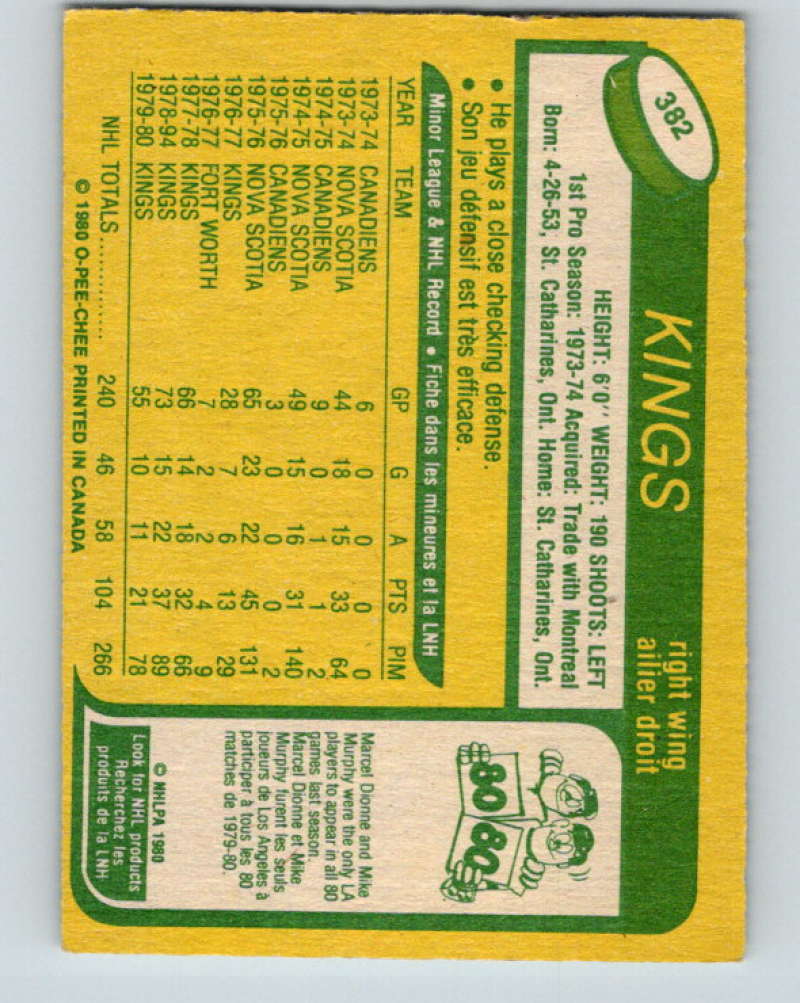 382
KINGS
right wing
ailier droit
HEIGHT: 6'0'' WEIGHT: 190 SHOOTS: LEFT
1st Pro Season: 1973-74 Acquired: Trade with Montreal
Born: 4-26-53, St. Catharines, Ont. Home: St. Catharines, Ont.
• He plays a close checking defense.
• Son jeu défensif est très efficace.
Minor League & NHL Record • Fiche dans les mineures et la LNH
YEAR TEAM GP G A PTS PIM
1973-74 CANADIENS 6 0 0 0 0
1973-74 NOVA SCOTIA 44 18 15 33 64
1974-75 CANADIENS 9 0 1 1 2
1974-75 NOVA SCOTIA 49 15 16 31 140
1975-76 CANADIENS 3 0 0 0 2
1975-76 NOVA SCOTIA 65 23 22 45 131
1976-77 KINGS 28 7 6 13 29
1976-77 FORT WORTH 7 2 2 4 9
1977-78 KINGS 66 14 18 32 66
1978-94 KINGS 73 15 22 37 89
1979-80 KINGS 55 10 11 21 78
NHL TOTALS .............. 240 46 58 104 266
© 1980 O-PEE-CHEE PRINTED IN CANADA
80 80
Marcel Dionne and Mike
Murphy were the only LA
players to appear in all 80
games last season.
Marcel Dionne et Mike
Murphy furent les seuls
joueurs de Los Angeles à
participer à tous les 80
matches de 1979-80.
© NHLPA 1980
Look for NHL products
Recherchez les
produits de la LNH